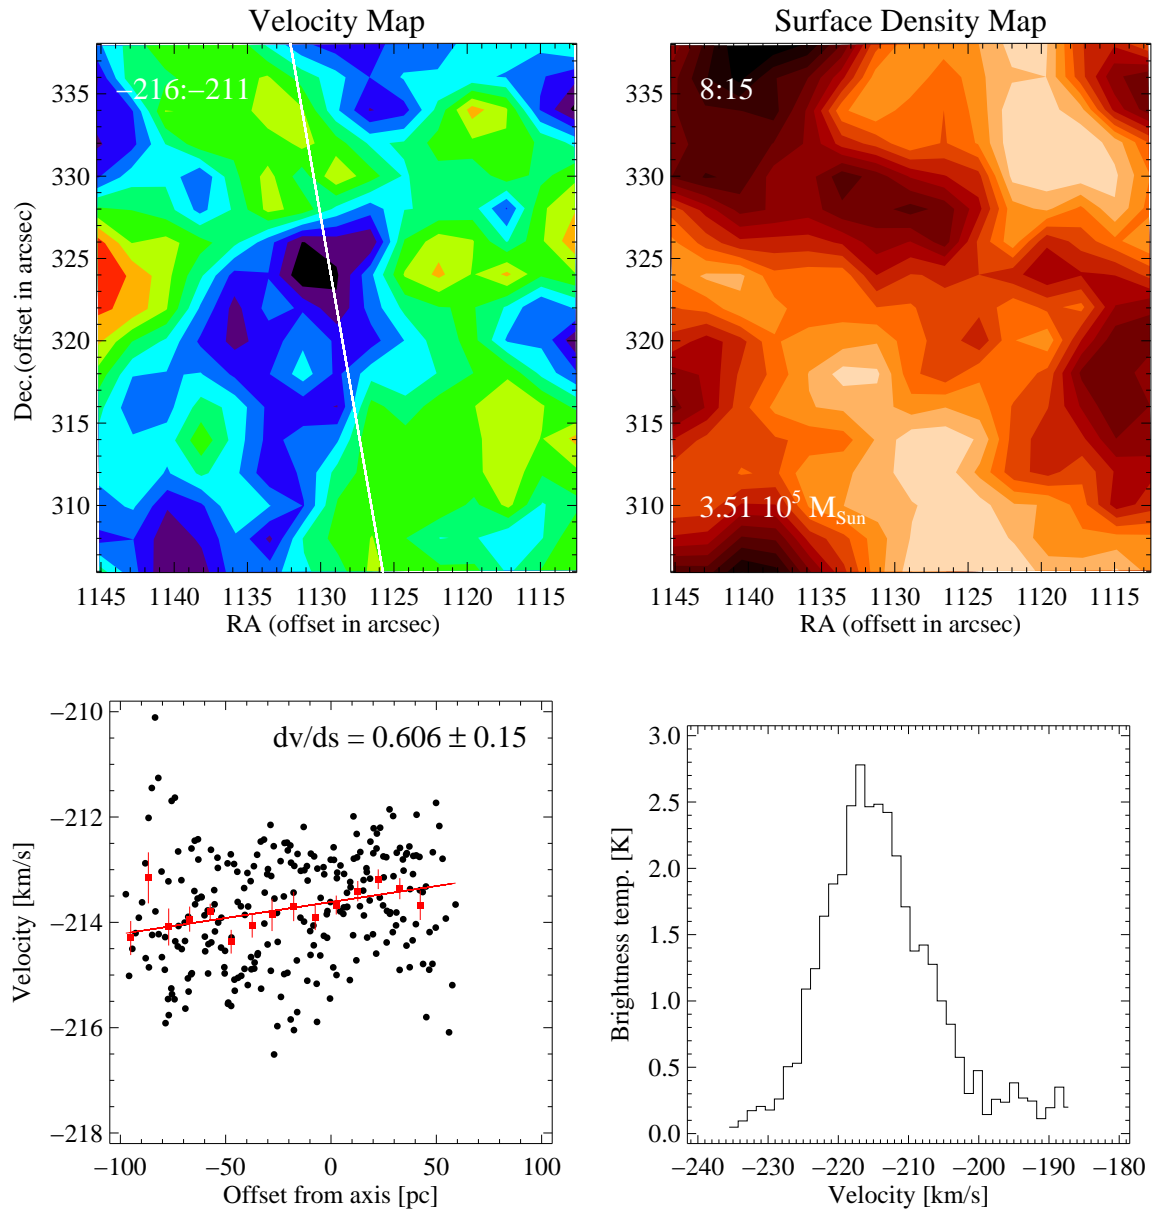 Velocity Map
Surface Density Map
−216:−211
8:15
335
330
325
320
315
310
Dec.(offset in arcsec)
1145 1140 1135 1130 1125 1120 1115
RA (offset in arcsec)
335
330
325
320
315
310
3.51 10^5 M_Sun
1145 1140 1135 1130 1125 1120 1115
RA (offsett in arcsec)
−210
−212
−214
−216
−218
Velocity [km/s]
dv/ds = 0.606 ± 0.15
−100 −50 0 50 100
Offset from axis [pc]
3.0
2.5
2.0
1.5
1.0
0.5
0.0
Brightness temp. [K]
−240 −230 −220 −210 −200 −190 −180
Velocity [km/s]